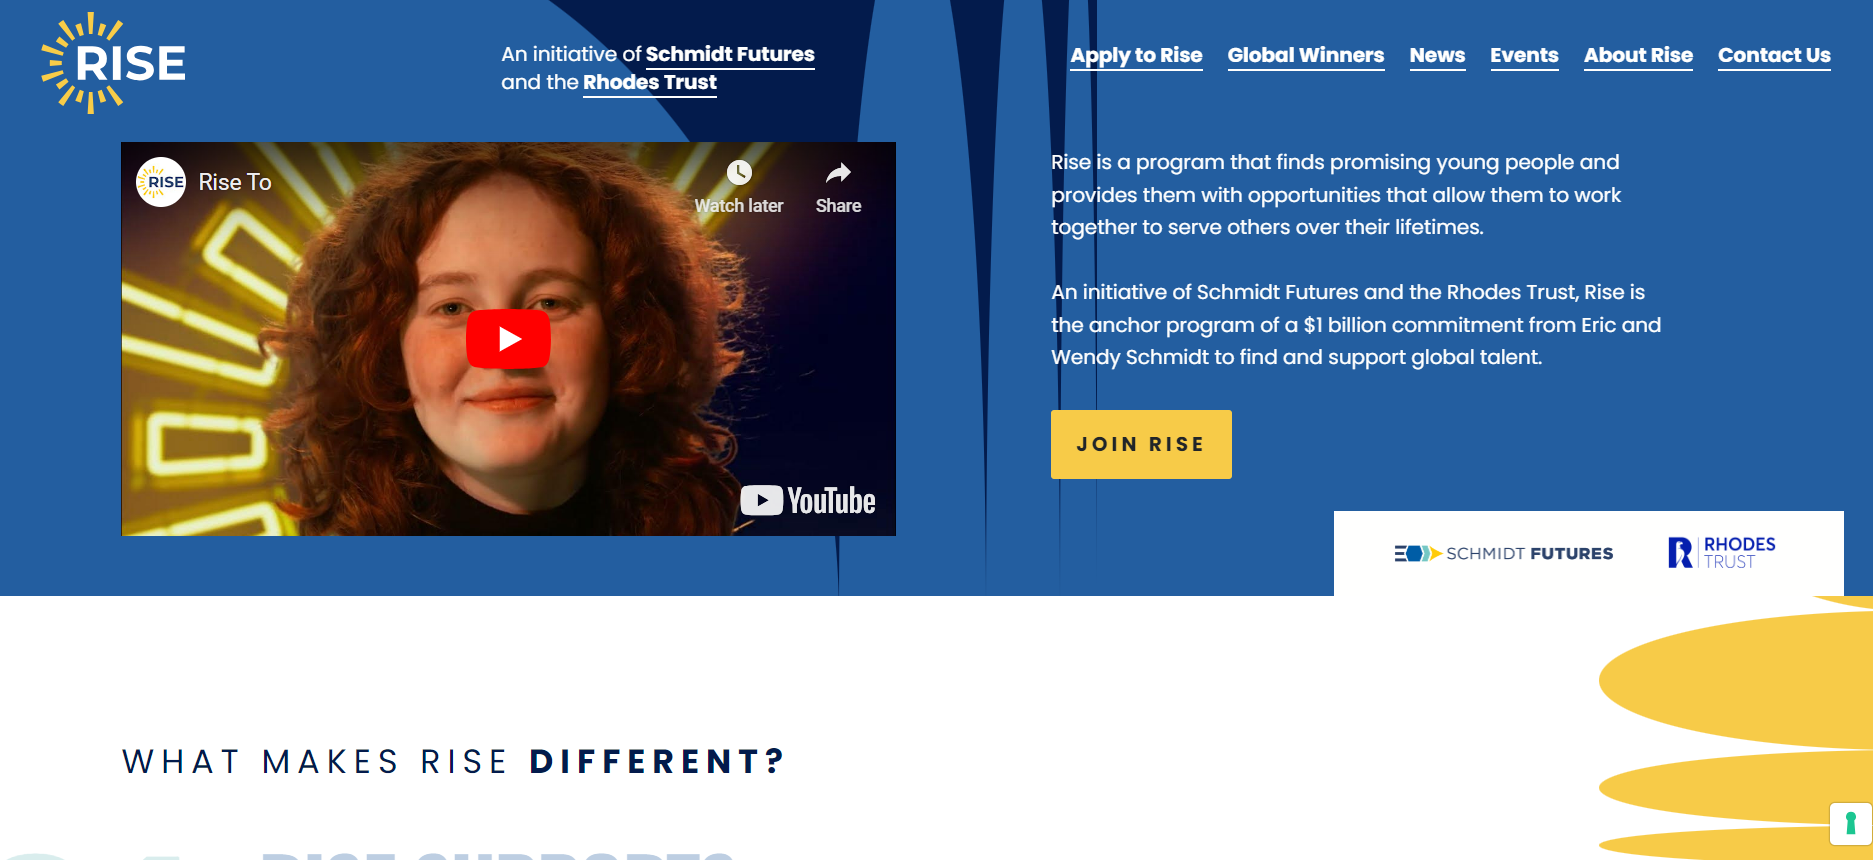 RISE
An initiative of Schmidt Futures
and the Rhodes Trust
Apply to Rise Global Winners News Events About Rise Contact Us
RISE
Rise To
Watch later
Share
YouTube
Rise is a program that finds promising young people and
provides them with opportunities that allow them to work
together to serve others over their lifetimes.
An initiative of Schmidt Futures and the Rhodes Trust, Rise is
the anchor program of a $1 billion commitment from Eric and
Wendy Schmidt to find and support global talent.
JOIN RISE
SCHMIDT FUTURES
RHODES
TRUST
WHAT MAKES RISE DIFFERENT?
RISE SUPPORTS